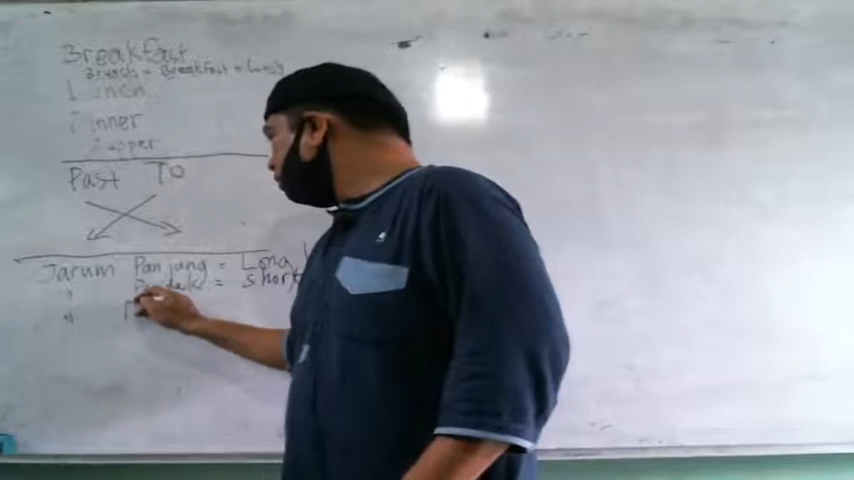 Breakfast
Brunch = Breakfast + Lunch
Lunch
Dinner
Supper
Past To
Jarum Panjang = Long
" Pendek = Short
"